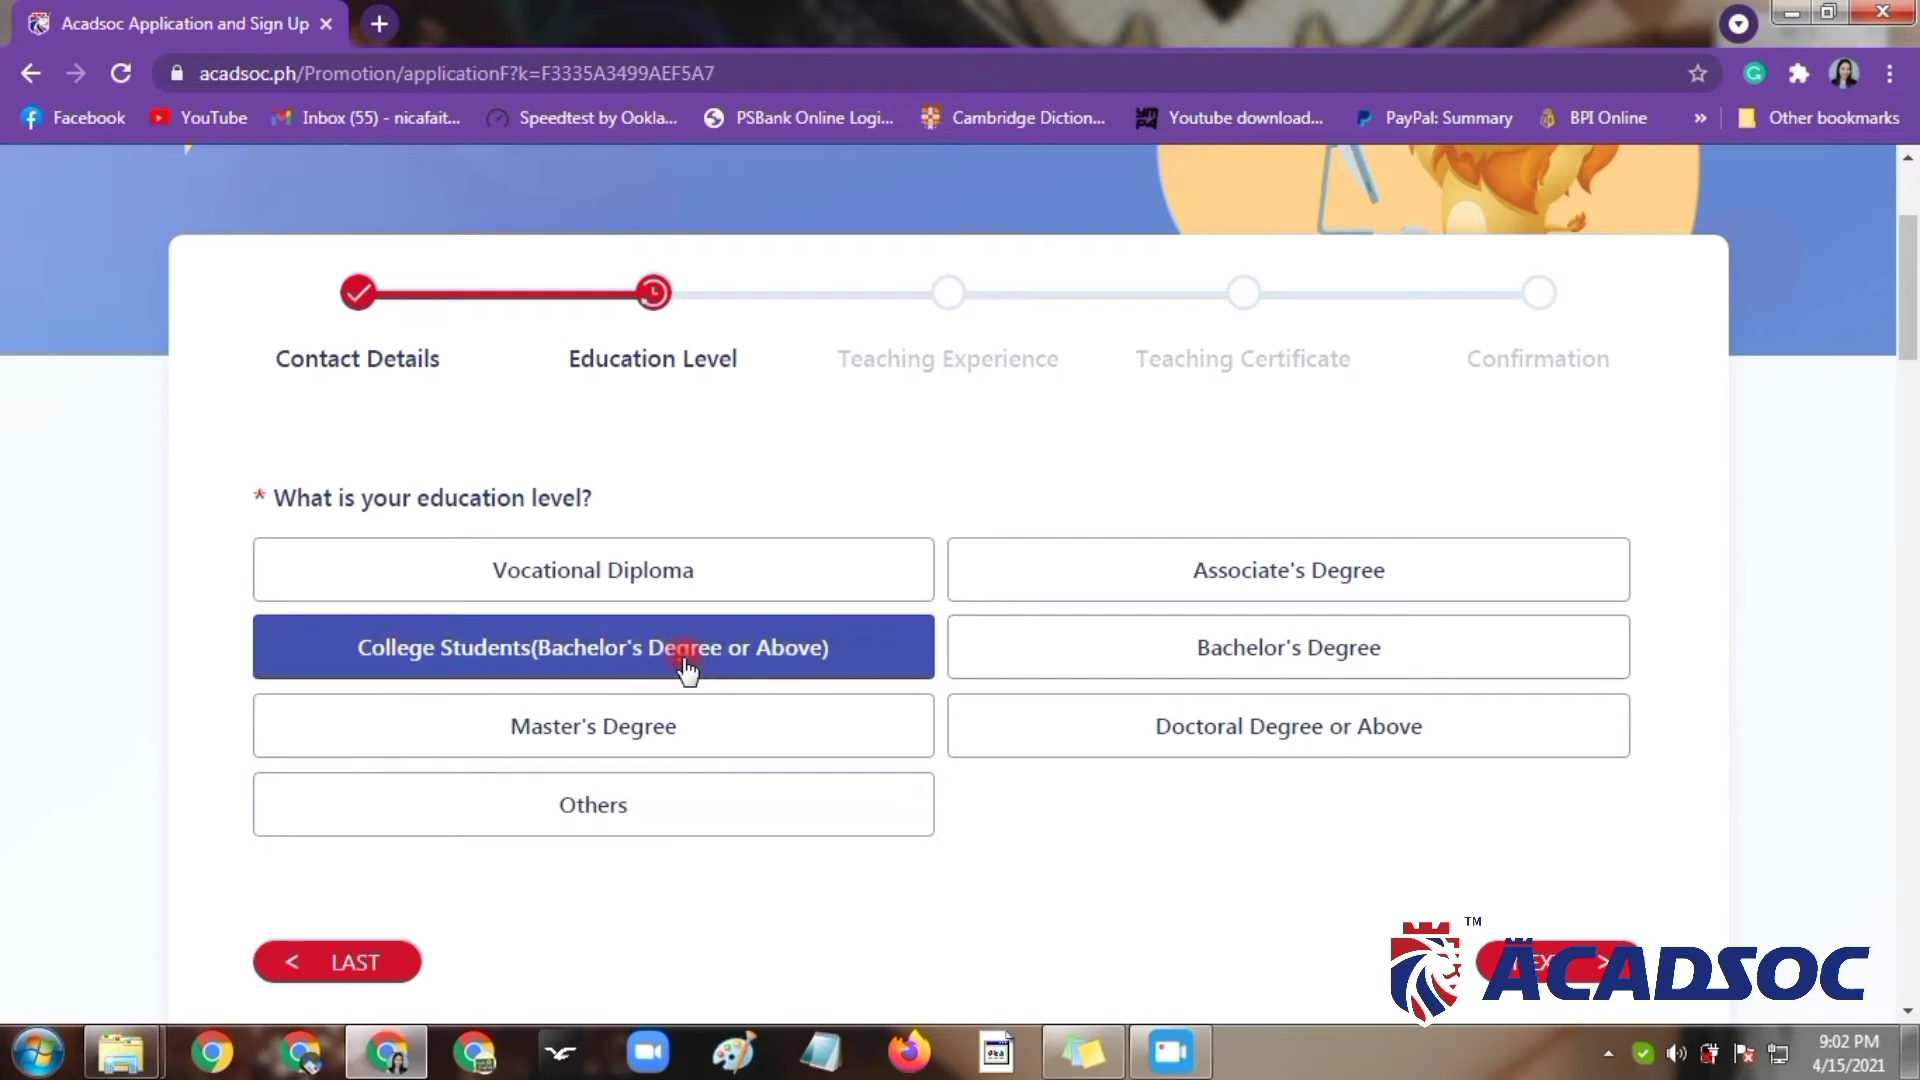 Acadsoc Application and Sign Up
acadsoc.ph/Promotion/applicationF?k=F3335A3499AEF5A7
Facebook
YouTube
Inbox (55) - nicafait...
Speedtest by Ookla...
PSBank Online Logi...
Cambridge Diction...
Youtube download...
PayPal: Summary
BPI Online
»
Other bookmarks
Contact Details
Education Level
Teaching Experience
Teaching Certificate
Confirmation
* What is your education level?
Vocational Diploma
Associate's Degree
College Students(Bachelor's Degree or Above)
Bachelor's Degree
Master's Degree
Doctoral Degree or Above
Others
< LAST
TM
ACADSOC
9:02 PM
4/15/2021